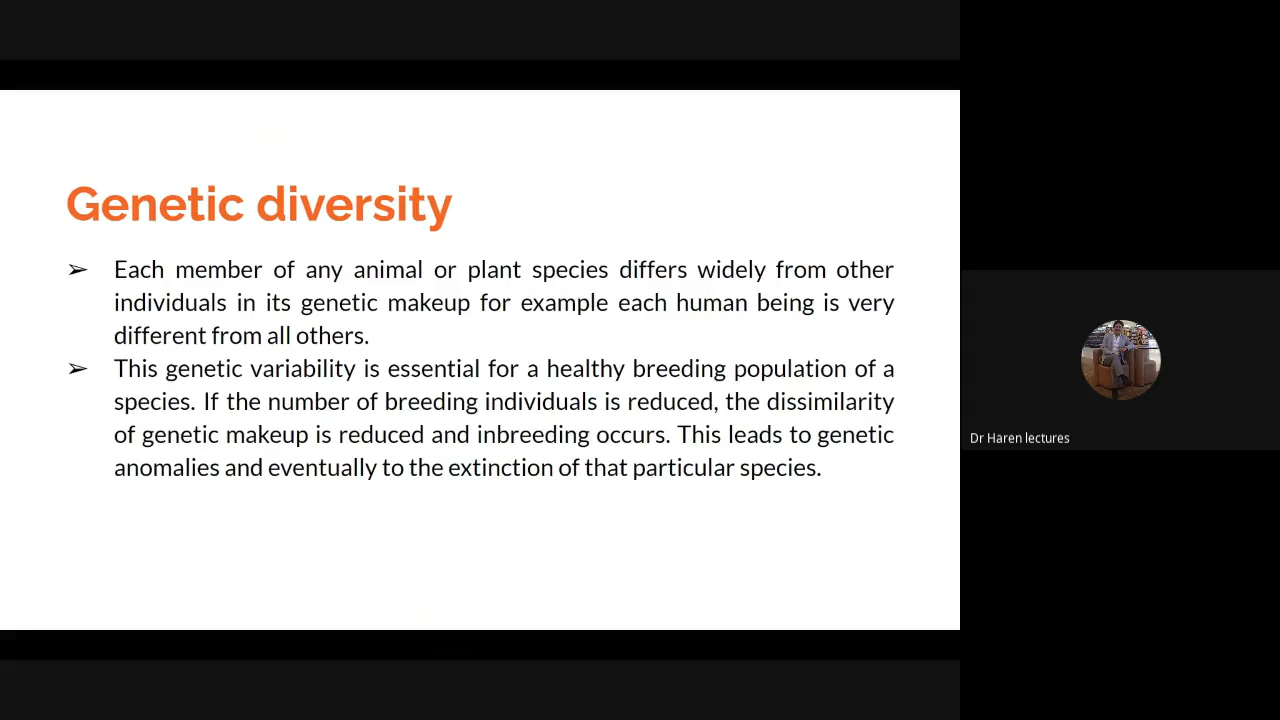 Genetic diversity
➢ Each member of any animal or plant species differs widely from other
individuals in its genetic makeup for example each human being is very
different from all others.
➢ This genetic variability is essential for a healthy breeding population of a
species. If the number of breeding individuals is reduced, the dissimilarity
of genetic makeup is reduced and inbreeding occurs. This leads to genetic
anomalies and eventually to the extinction of that particular species.
Dr Haren lectures